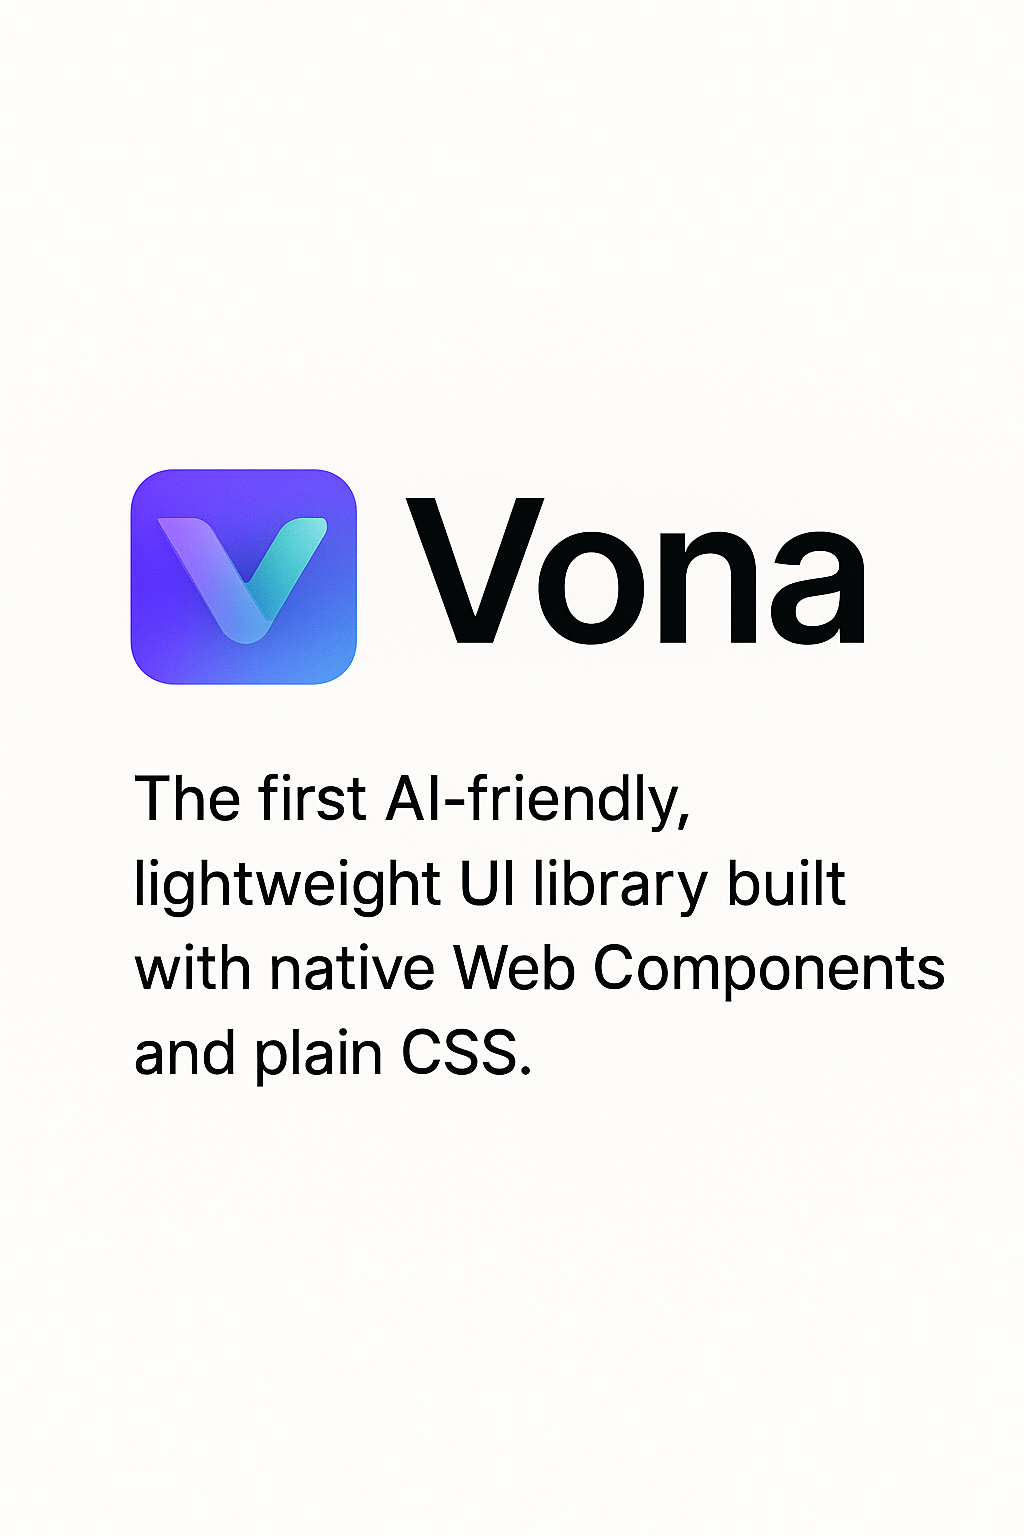 V Vona
The first AI-friendly,
lightweight UI library built
with native Web Components
and plain CSS.